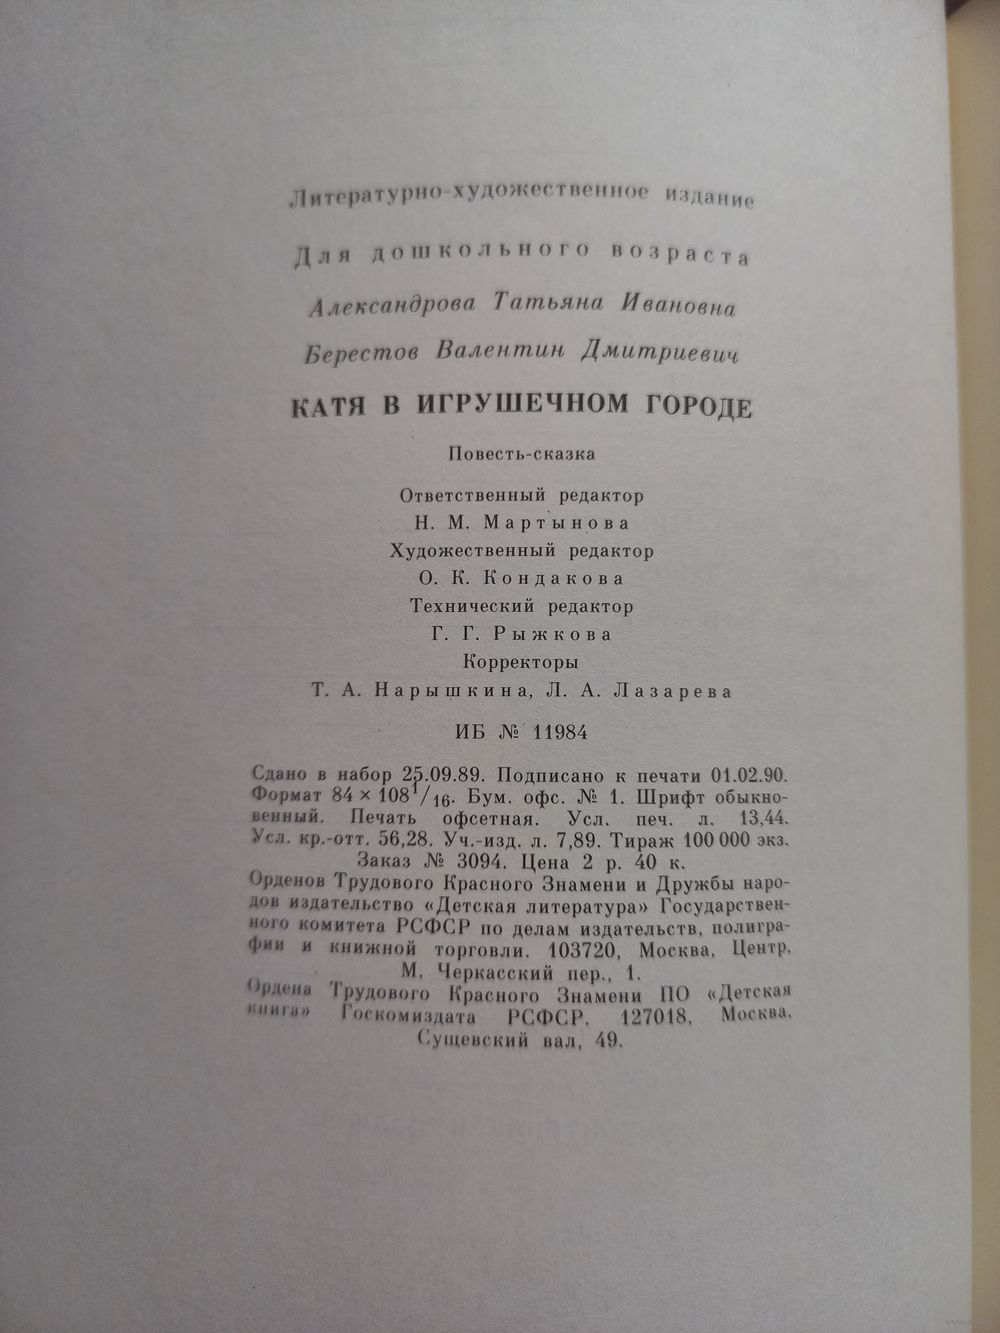 Литературно-художественное издание
Для дошкольного возраста
Александрова Татьяна Ивановна
Берестов Валентин Дмитриевич
КАТЯ В ИГРУШЕЧНОМ ГОРОДЕ
Повесть-сказка
Ответственный редактор
Н. М. Мартынова
Художественный редактор
О. К. Кондакова
Технический редактор
Г. Г. Рыжкова
Корректоры
Т. А. Нарышкина, Л. А. Лазарева
ИБ № 11984
Сдано в набор 25.09.89. Подписано к печати 01.02.90.
Формат 84 × 108 1/16. Бум. офс. № 1. Шрифт обыкно-
венный. Печать офсетная. Усл. печ. л. 13,44.
Усл. кр.-отт. 56,28. Уч.-изд. л. 7,89. Тираж 100 000 экз.
Заказ № 3094. Цена 2 р. 40 к.
Орденов Трудового Красного Знамени и Дружбы наро-
дов издательство «Детская литература» Государствен-
ного комитета РСФСР по делам издательств, полигра-
фии и книжной торговли. 103720, Москва, Центр,
М. Черкасский пер., 1.
Ордена Трудового Красного Знамени ПО «Детская
книга» Госкомиздата РСФСР. 127018, Москва,
Сущевский вал, 49.